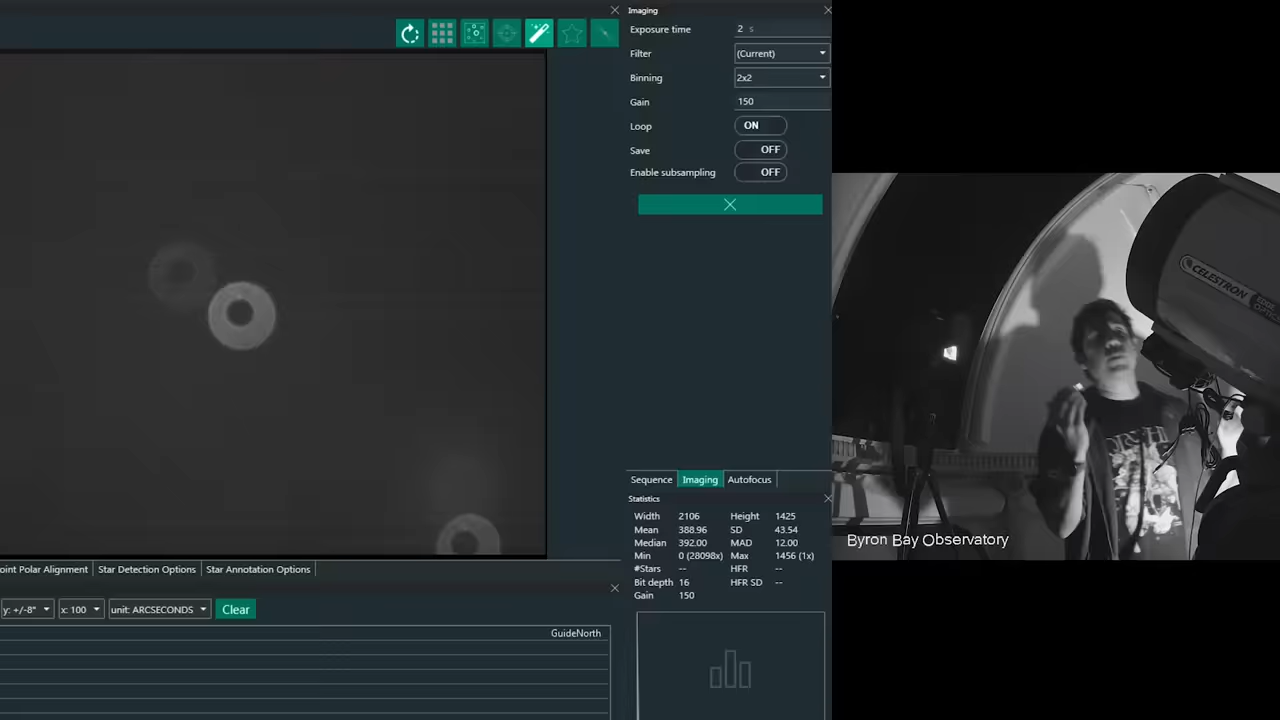 Imaging
Exposure time 2 s
Filter (Current)
Binning 2x2
Gain 150
Loop ON
Save OFF
Enable subsampling OFF
CELESTRON
EDGE
Byron Bay Observatory
Sequence Imaging Autofocus
Statistics
Width 2106 Height 1425
Mean 388.96 SD 43.54
Median 392.00 MAD 12.00
Min 0 (28098x) Max 1456 (1x)
#Stars -- HFR --
Bit depth 16 HFR SD --
Gain 150
oint Polar Alignment Star Detection Options Star Annotation Options
y: +/-8" x: 100 unit: ARCSECONDS Clear
GuideNorth